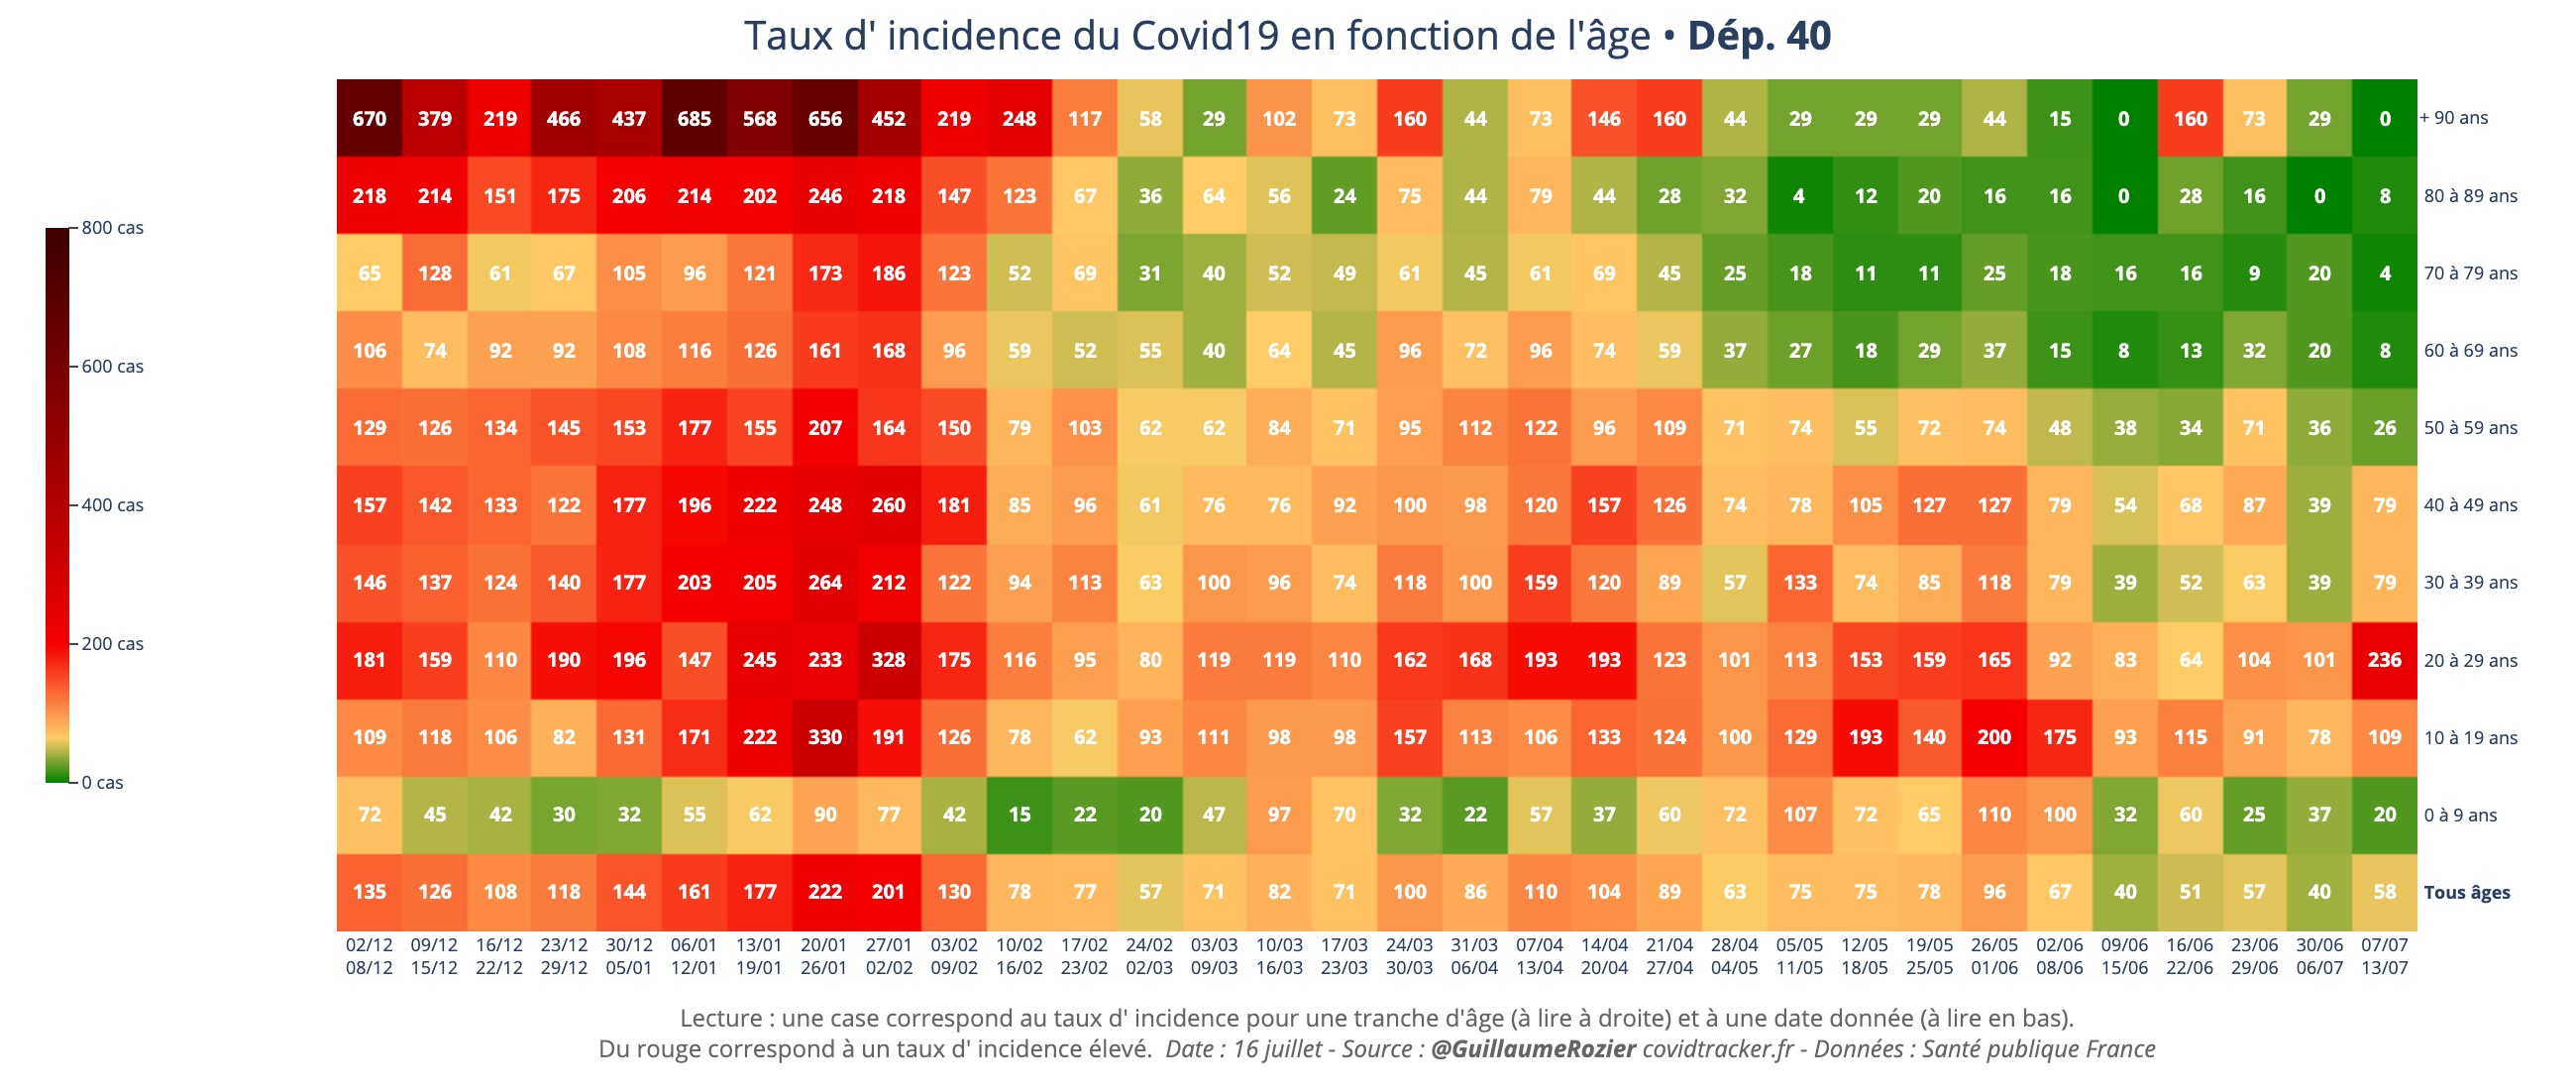 Taux d' incidence du Covid19 en fonction de l'âge • Dép. 40
800 cas
600 cas
400 cas
200 cas
0 cas
670 379 219 466 437 685 568 656 452 219 248 117 58 29 102 73 160 44 73 146 160 44 29 29 29 44 15 0 160 73 29 0 + 90 ans
218 214 151 175 206 214 202 246 218 147 123 67 36 64 56 24 75 44 79 44 28 32 4 12 20 16 16 0 28 16 0 8 80 à 89 ans
65 128 61 67 105 96 121 173 186 123 52 69 31 40 52 49 61 45 61 69 45 25 18 11 11 25 18 16 16 9 20 4 70 à 79 ans
106 74 92 92 108 116 126 161 168 96 59 52 55 40 64 45 96 72 96 74 59 37 27 18 29 37 15 8 13 32 20 8 60 à 69 ans
129 126 134 145 153 177 155 207 164 150 79 103 62 62 84 71 95 112 122 96 109 71 74 55 72 74 48 38 34 71 36 26 50 à 59 ans
157 142 133 122 177 196 222 248 260 181 85 96 61 76 76 92 100 98 120 157 126 74 78 105 127 127 79 54 68 87 39 79 40 à 49 ans
146 137 124 140 177 203 205 264 212 122 94 113 63 100 96 74 118 100 159 120 89 57 133 74 85 118 79 39 52 63 39 79 30 à 39 ans
181 159 110 190 196 147 245 233 328 175 116 95 80 119 119 110 162 168 193 193 123 101 113 153 159 165 92 83 64 104 101 236 20 à 29 ans
109 118 106 82 131 171 222 330 191 126 78 62 93 111 98 98 157 113 106 133 124 100 129 193 140 200 175 93 115 91 78 109 10 à 19 ans
72 45 42 30 32 55 62 90 77 42 15 22 20 47 97 70 32 22 57 37 60 72 107 72 65 110 100 32 60 25 37 20 0 à 9 ans
135 126 108 118 144 161 177 222 201 130 78 77 57 71 82 71 100 86 110 104 89 63 75 75 78 96 67 40 51 57 40 58 Tous âges
02/12 09/12 16/12 23/12 30/12 06/01 13/01 20/01 27/01 03/02 10/02 17/02 24/02 03/03 10/03 17/03 24/03 31/03 07/04 14/04 21/04 28/04 05/05 12/05 19/05 26/05 02/06 09/06 16/06 23/06 30/06 07/07
08/12 15/12 22/12 29/12 05/01 12/01 19/01 26/01 02/02 09/02 16/02 23/02 02/03 09/03 16/03 23/03 30/03 06/04 13/04 20/04 27/04 04/05 11/05 18/05 25/05 01/06 08/06 15/06 22/06 29/06 06/07 13/07
Lecture : une case correspond au taux d' incidence pour une tranche d'âge (à lire à droite) et à une date donnée (à lire en bas).
Du rouge correspond à un taux d' incidence élevé. Date : 16 juillet - Source : @GuillaumeRozier covidtracker.fr - Données : Santé publique France